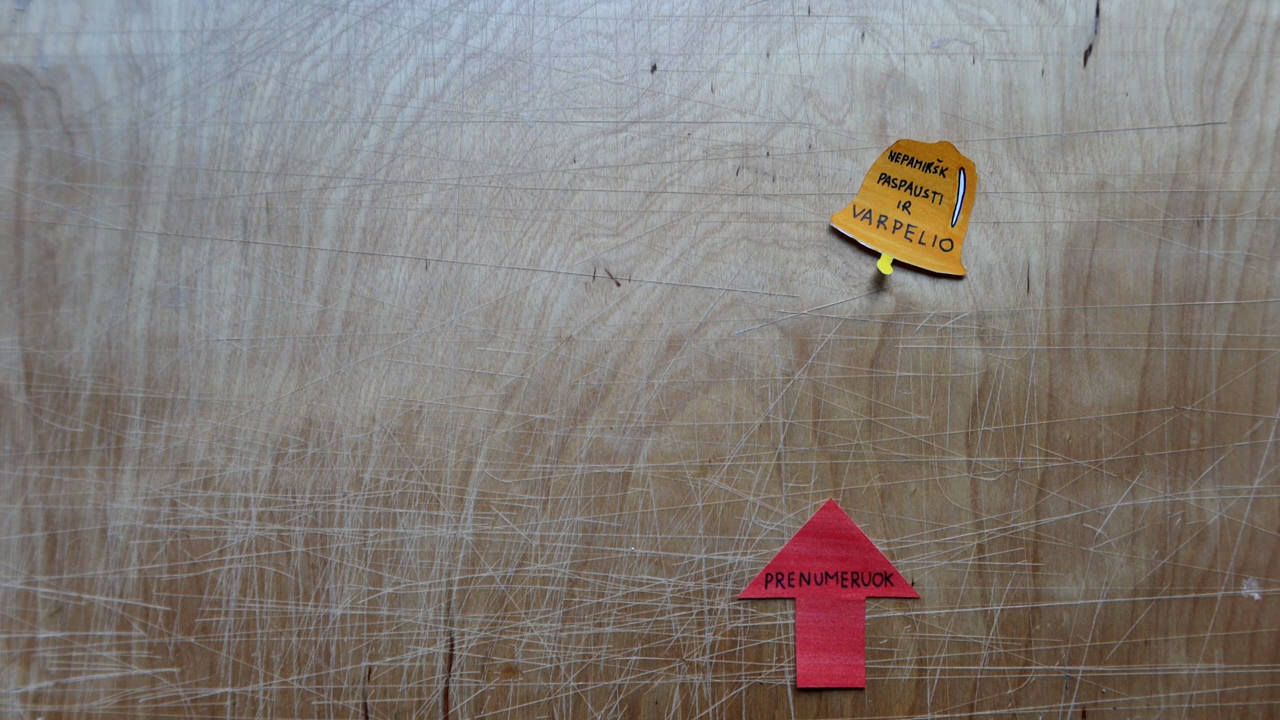 NEPAMIRŠK
PASPAUSTI
IR
VARPELIO
PRENUMERUOK